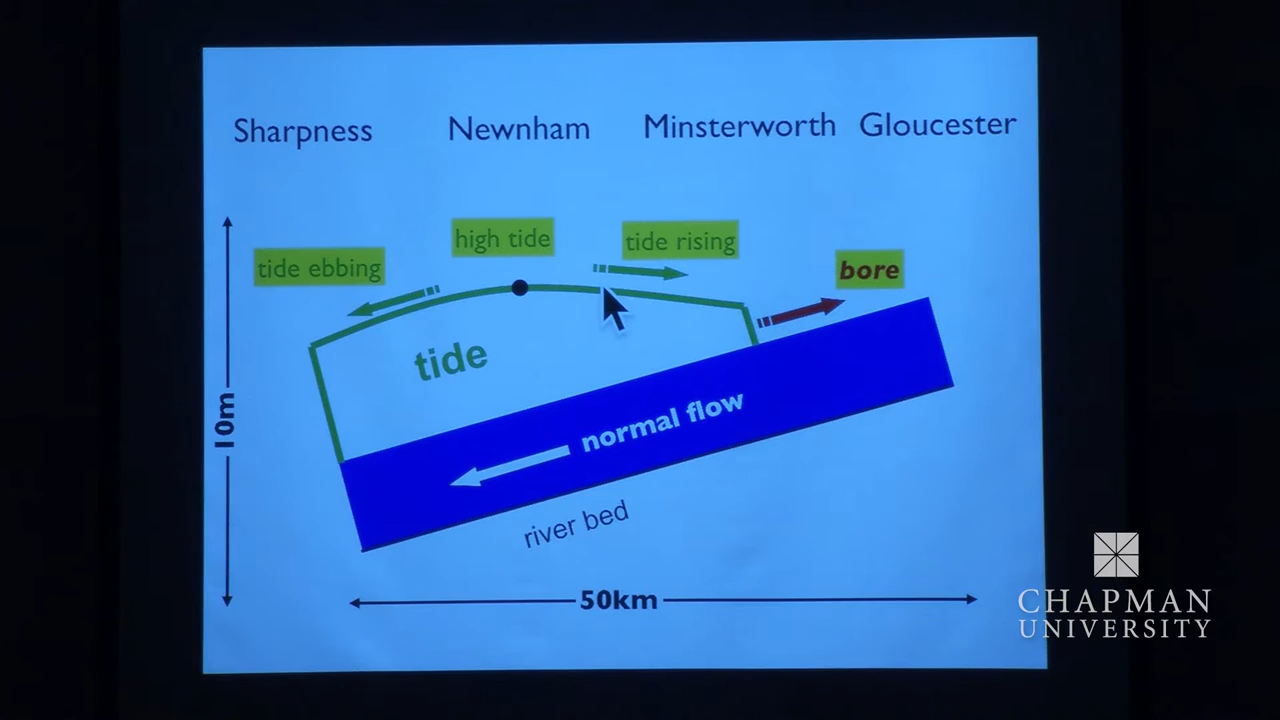 Sharpness Newnham Minsterworth Gloucester
high tide
tide rising
tide ebbing
bore
tide
10m
normal flow
river bed
50km
CHAPMAN
UNIVERSITY